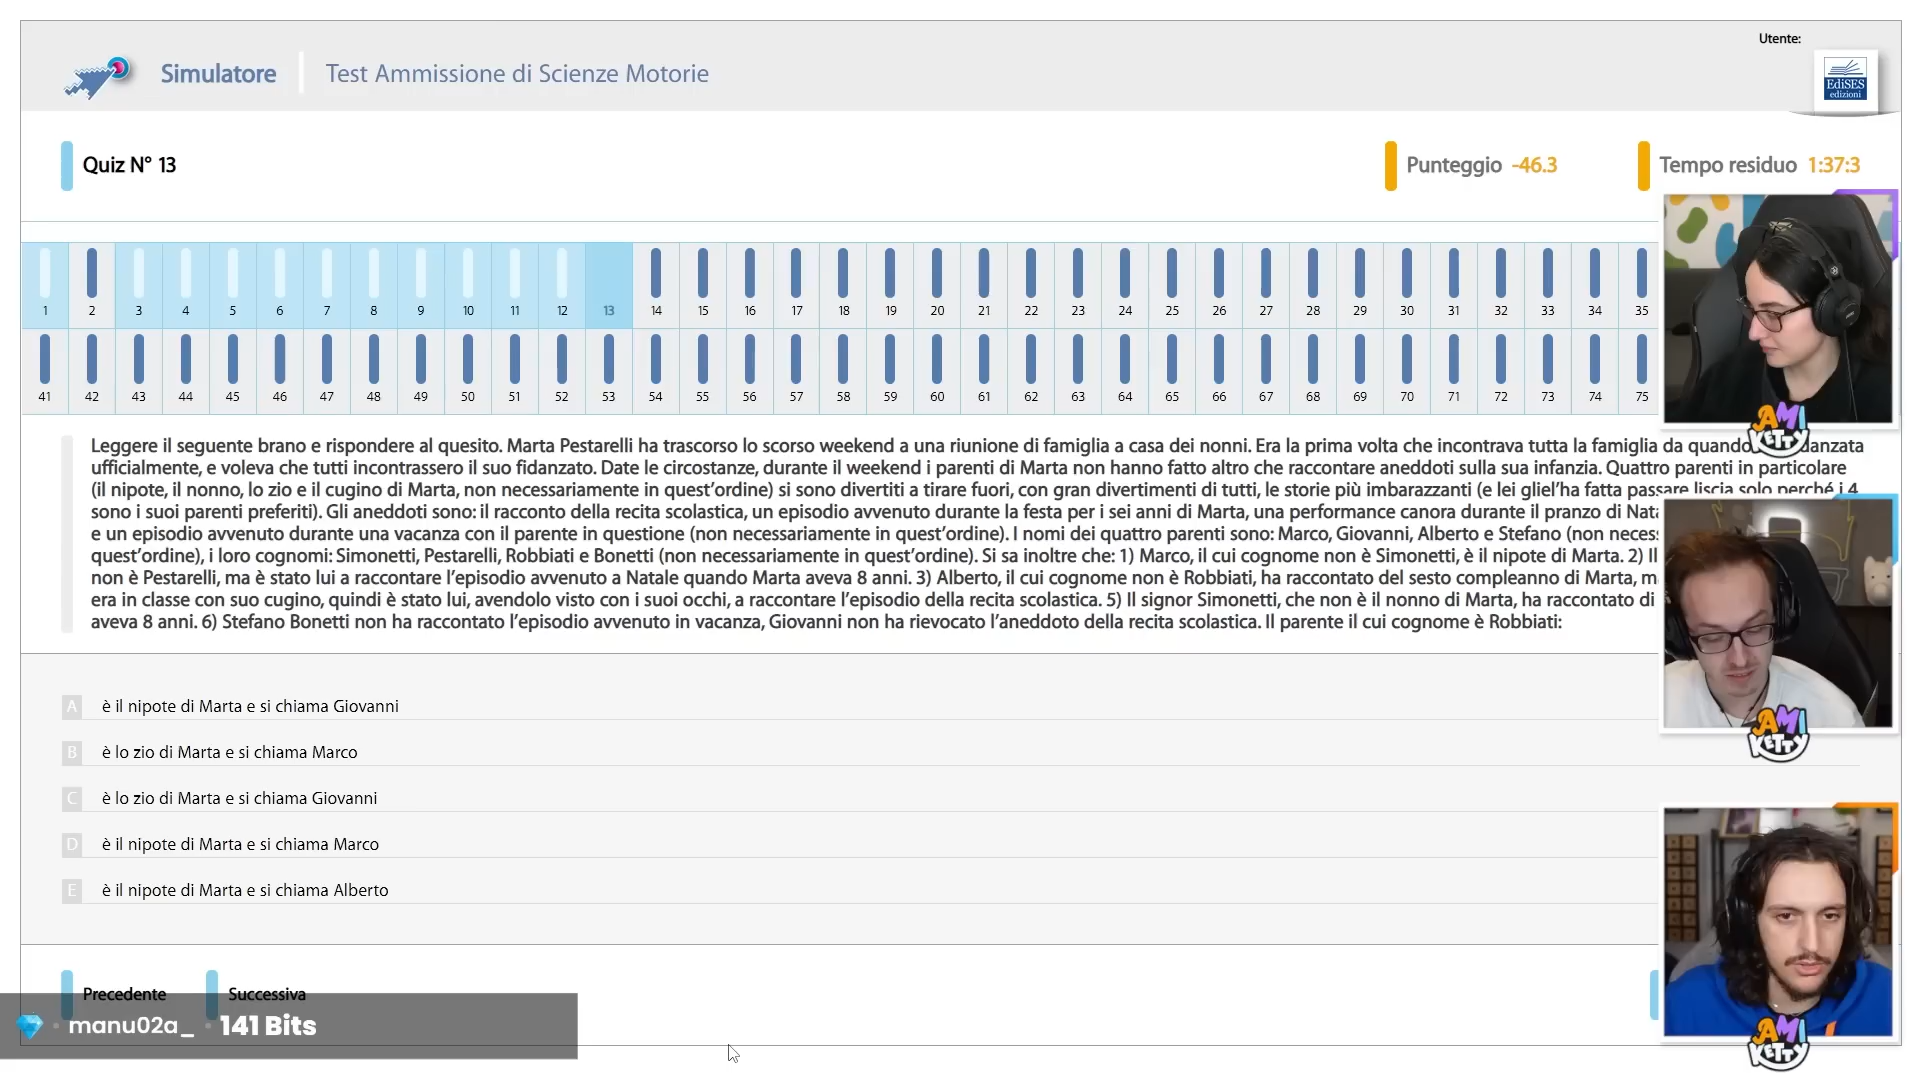 Utente:
Simulatore
Test Ammissione di Scienze Motorie
EdiSES
edizioni
Quiz N° 13
Punteggio -46.3
Tempo residuo 1:37:3
1 2 3 4 5 6 7 8 9 10 11 12 13 14 15 16 17 18 19 20 21 22 23 24 25 26 27 28 29 30 31 32 33 34 35
41 42 43 44 45 46 47 48 49 50 51 52 53 54 55 56 57 58 59 60 61 62 63 64 65 66 67 68 69 70 71 72 73 74 75
Leggere il seguente brano e rispondere al quesito. Marta Pestarelli ha trascorso lo scorso weekend a una riunione di famiglia a casa dei nonni. Era la prima volta che incontrava tutta la famiglia da quando
ufficialmente, e voleva che tutti incontrassero il suo fidanzato. Date le circostanze, durante il weekend i parenti di Marta non hanno fatto altro che raccontare aneddoti sulla sua infanzia. Quattro parenti in particolare
(il nipote, il nonno, lo zio e il cugino di Marta, non necessariamente in quest'ordine) si sono divertiti a tirare fuori, con gran divertimenti di tutti, le storie più imbarazzanti (e lei gliel'ha fatta passare liscia solo perché i 4
sono i suoi parenti preferiti). Gli aneddoti sono: il racconto della recita scolastica, un episodio avvenuto durante la festa per i sei anni di Marta, una performance canora durante il pranzo di
e un episodio avvenuto durante una vacanza con il parente in questione (non necessariamente in quest'ordine). I nomi dei quattro parenti sono: Marco, Giovanni, Alberto e Stefano (non
quest'ordine), i loro cognomi: Simonetti, Pestarelli, Robbiati e Bonetti (non necessariamente in quest'ordine). Si sa inoltre che: 1) Marco, il cui cognome non è Simonetti, è il nipote di Marta. 2) Il
non è Pestarelli, ma è stato lui a raccontare l'episodio avvenuto a Natale quando Marta aveva 8 anni. 3) Alberto, il cui cognome non è Robbiati, ha raccontato del sesto compleanno di Marta,
era in classe con suo cugino, quindi è stato lui, avendolo visto con i suoi occhi, a raccontare l'episodio della recita scolastica. 5) Il signor Simonetti, che non è il nonno di Marta, ha raccontato di
aveva 8 anni. 6) Stefano Bonetti non ha raccontato l'episodio avvenuto in vacanza, Giovanni non ha rievocato l'aneddoto della recita scolastica. Il parente il cui cognome è Robbiati:
A è il nipote di Marta e si chiama Giovanni
B è lo zio di Marta e si chiama Marco
C è lo zio di Marta e si chiama Giovanni
D è il nipote di Marta e si chiama Marco
E è il nipote di Marta e si chiama Alberto
Precedente
Successiva
manu02a_ · 141 Bits
AMI
KETTY
AMI
KETTY
AMI
KETTY